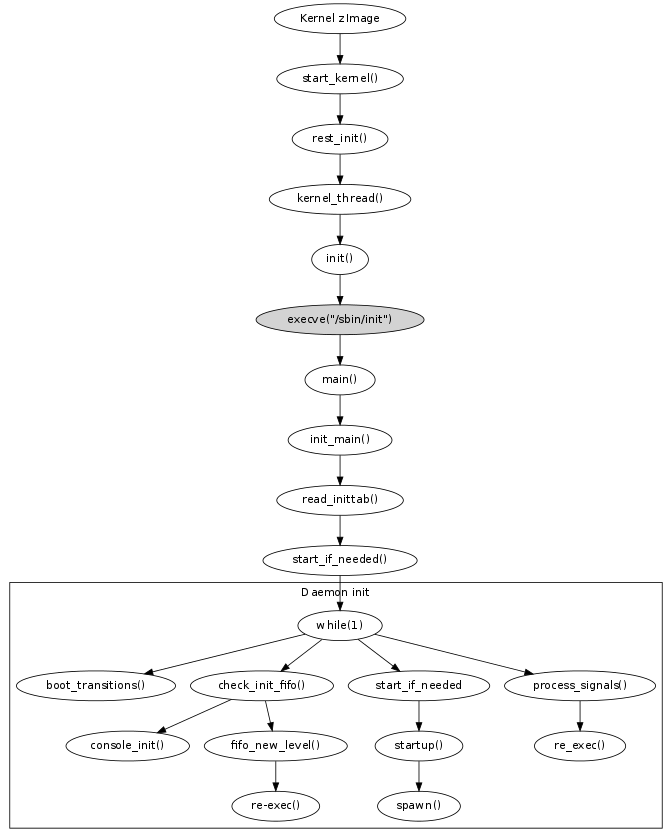 Kernel zImage
start_kernel()
rest_init()
kernel_thread()
init()
execve("/sbin/init")
main()
init_main()
read_inittab()
start_if_needed()
Daemon init
while(1)
boot_transitions()
check_init_fifo()
start_if_needed
process_signals()
console_init()
fifo_new_level()
startup()
re_exec()
re-exec()
spawn()